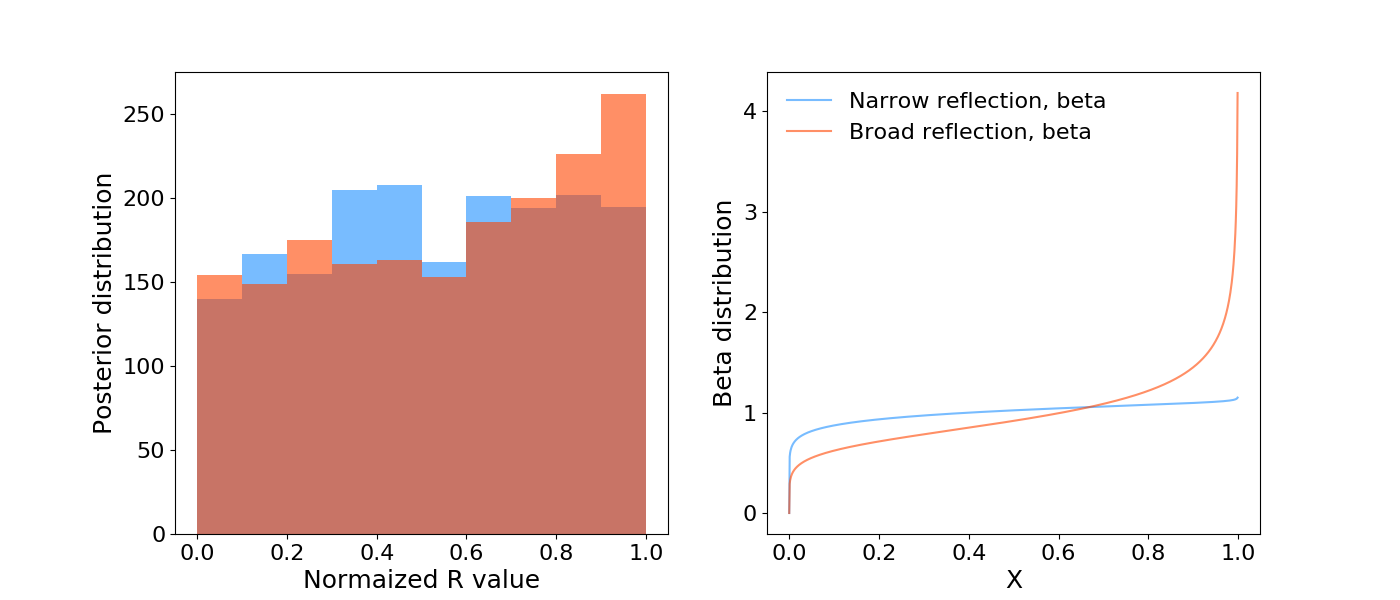 Posterior distribution
250
200
150
100
50
0
0.0 0.2 0.4 0.6 0.8 1.0
Normaized R value
Beta distribution
4
3
2
1
0
Narrow reflection, beta
Broad reflection, beta
0.0 0.2 0.4 0.6 0.8 1.0
X